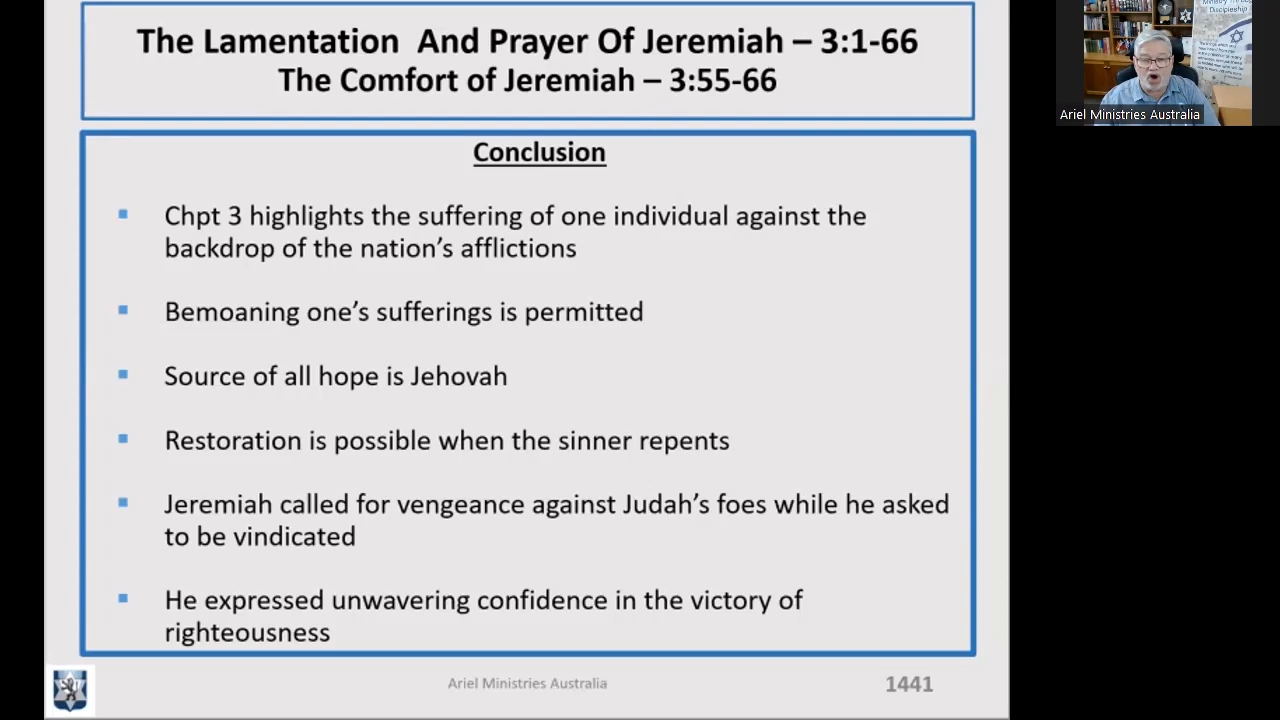 The Lamentation And Prayer Of Jeremiah – 3:1-66
The Comfort of Jeremiah – 3:55-66
Conclusion
▪ Chpt 3 highlights the suffering of one individual against the
backdrop of the nation's afflictions
▪ Bemoaning one's sufferings is permitted
▪ Source of all hope is Jehovah
▪ Restoration is possible when the sinner repents
▪ Jeremiah called for vengeance against Judah's foes while he asked
to be vindicated
▪ He expressed unwavering confidence in the victory of
righteousness
Ariel Ministries Australia
1441
Discipleship
Ariel Ministries Australia